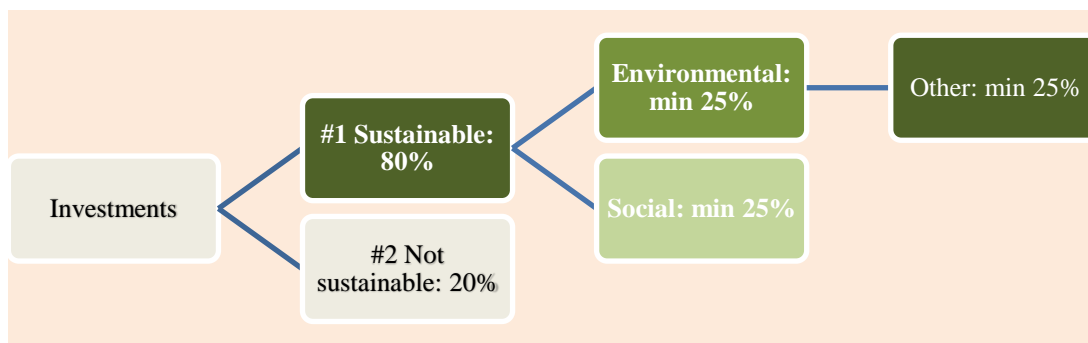 Investments
#1 Sustainable:
80%
#2 Not
sustainable: 20%
Environmental:
min 25%
Social: min 25%
Other: min 25%